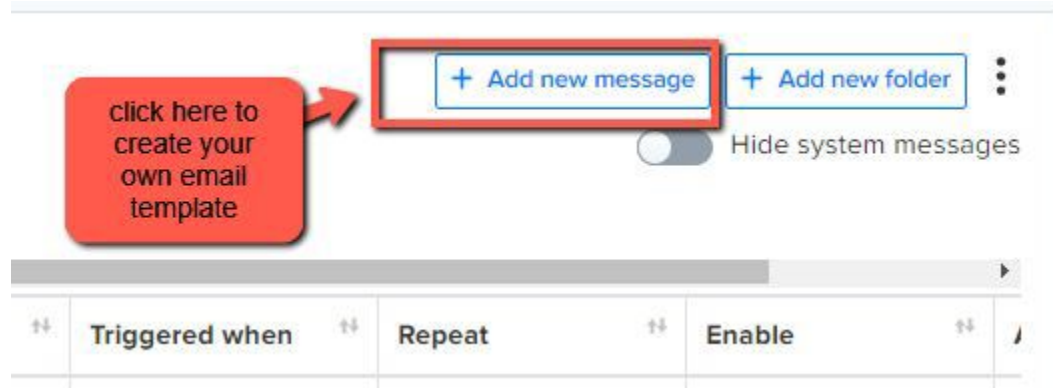 + Add new message
+ Add new folder
click here to
create your
own email
template
Hide system messages
Triggered when
Repeat
Enable